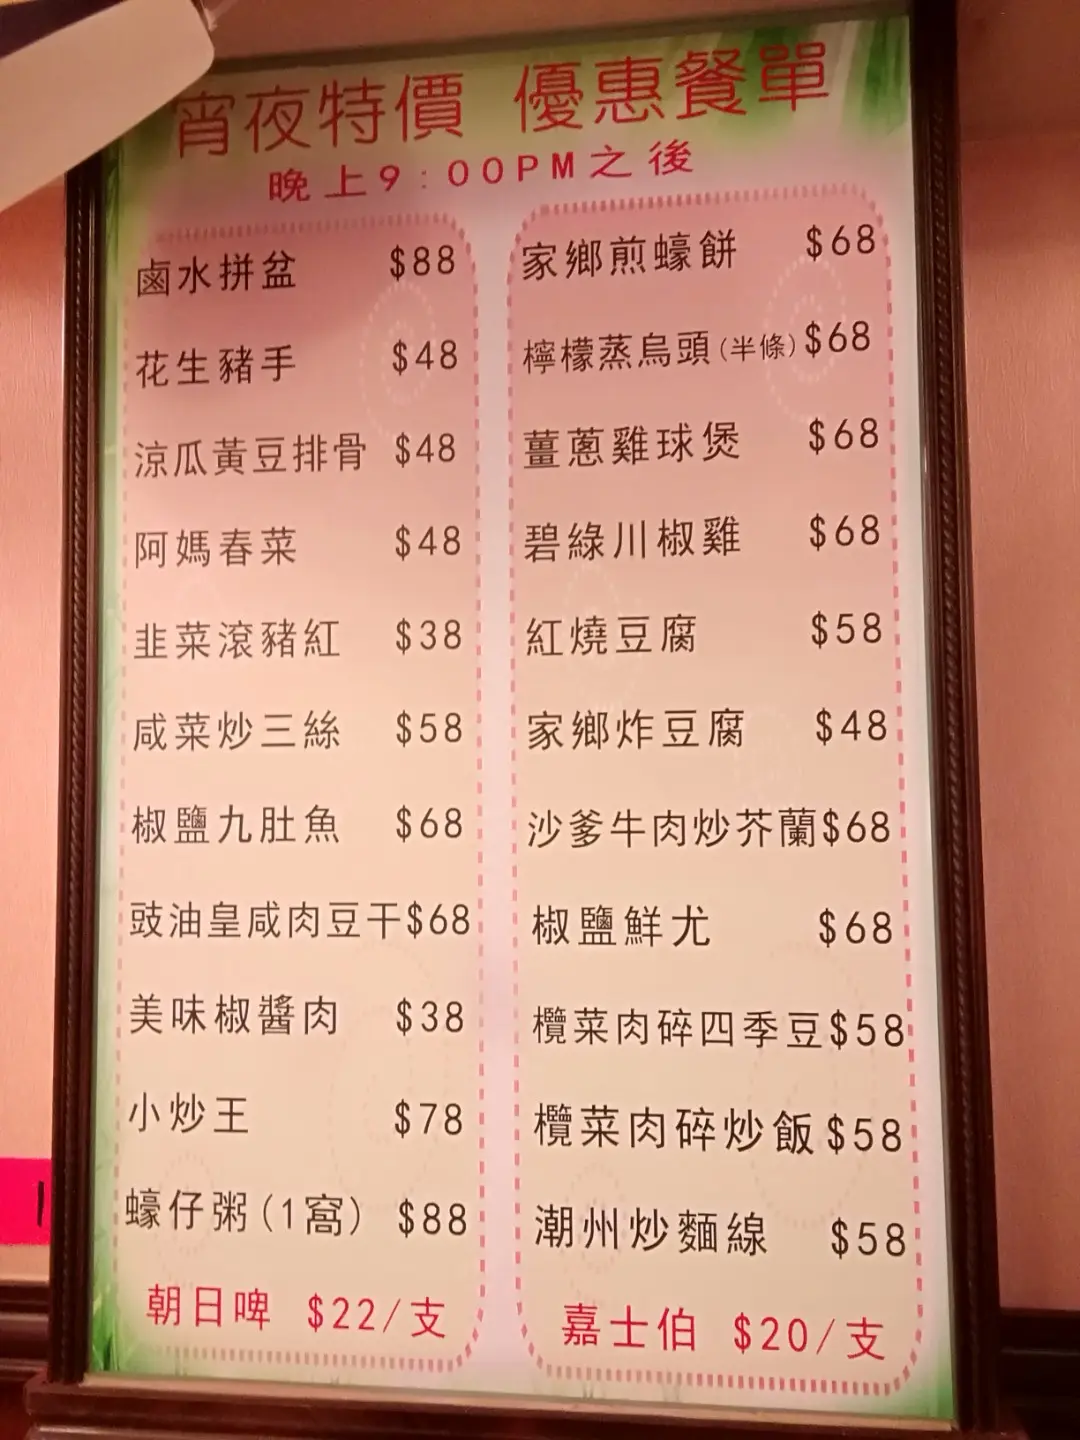 宵夜特價 優惠餐單
晚上9:00PM之後
鹵水拼盆 $88
花生豬手 $48
涼瓜黃豆排骨 $48
阿媽春菜 $48
韭菜滾豬紅 $38
咸菜炒三絲 $58
椒鹽九肚魚 $68
豉油皇咸肉豆干$68
美味椒醬肉 $38
小炒王 $78
蠔仔粥(1窩) $88
朝日啤 $22/支
家鄉煎蠔餅 $68
檸檬蒸烏頭(半條)$68
薑蔥雞球煲 $68
碧綠川椒雞 $68
紅燒豆腐 $58
家鄉炸豆腐 $48
沙爹牛肉炒芥蘭$68
椒鹽鮮尤 $68
欖菜肉碎四季豆$58
欖菜肉碎炒飯$58
潮州炒麵線 $58
嘉士伯 $20/支